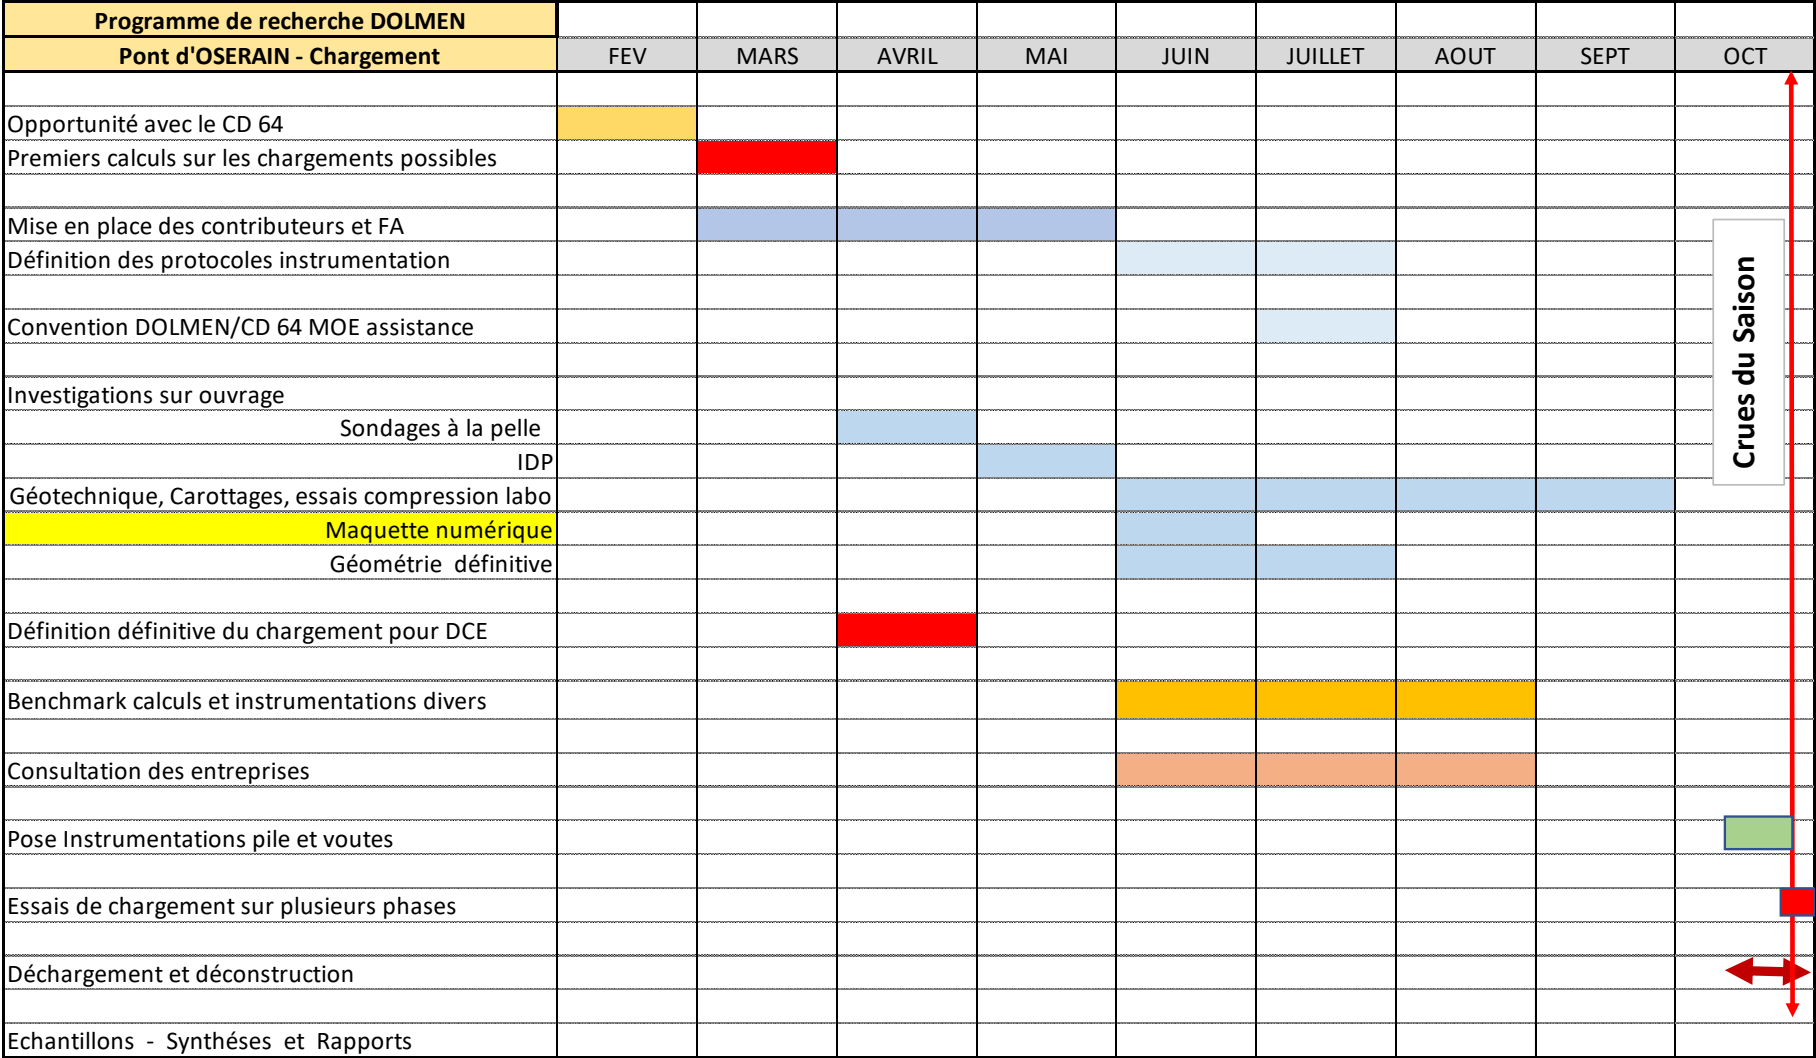 Programme de recherche DOLMEN
Pont d'OSERAIN - Chargement FEV MARS AVRIL MAI JUIN JUILLET AOUT SEPT OCT
Opportunité avec le CD 64
Premiers calculs sur les chargements possibles
Mise en place des contributeurs et FA
Définition des protocoles instrumentation
Convention DOLMEN/CD 64 MOE assistance
Investigations sur ouvrage
Sondages à la pelle
IDP
Géotechnique, Carottages, essais compression labo
Maquette numérique
Géométrie définitive
Définition définitive du chargement pour DCE
Benchmark calculs et instrumentations divers
Consultation des entreprises
Pose Instrumentations pile et voutes
Essais de chargement sur plusieurs phases
Déchargement et déconstruction
Echantillons - Synthéses et Rapports
Crues du Saison